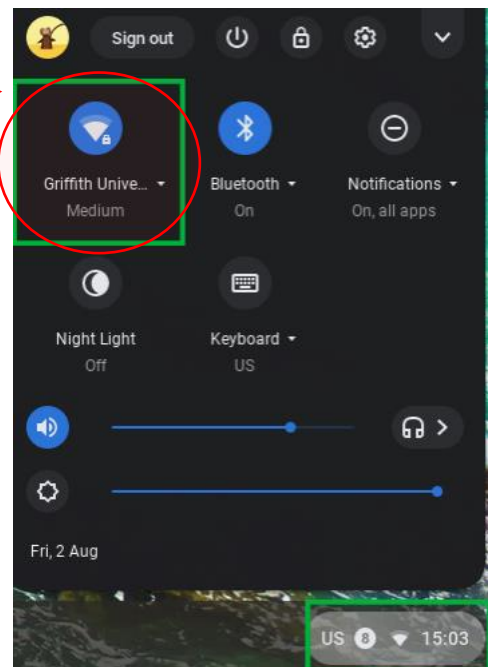 Sign out
Griffith Unive... Bluetooth Notifications
Medium On On, all apps
Night Light Keyboard
Off US
Fri, 2 Aug
US 8 15:03